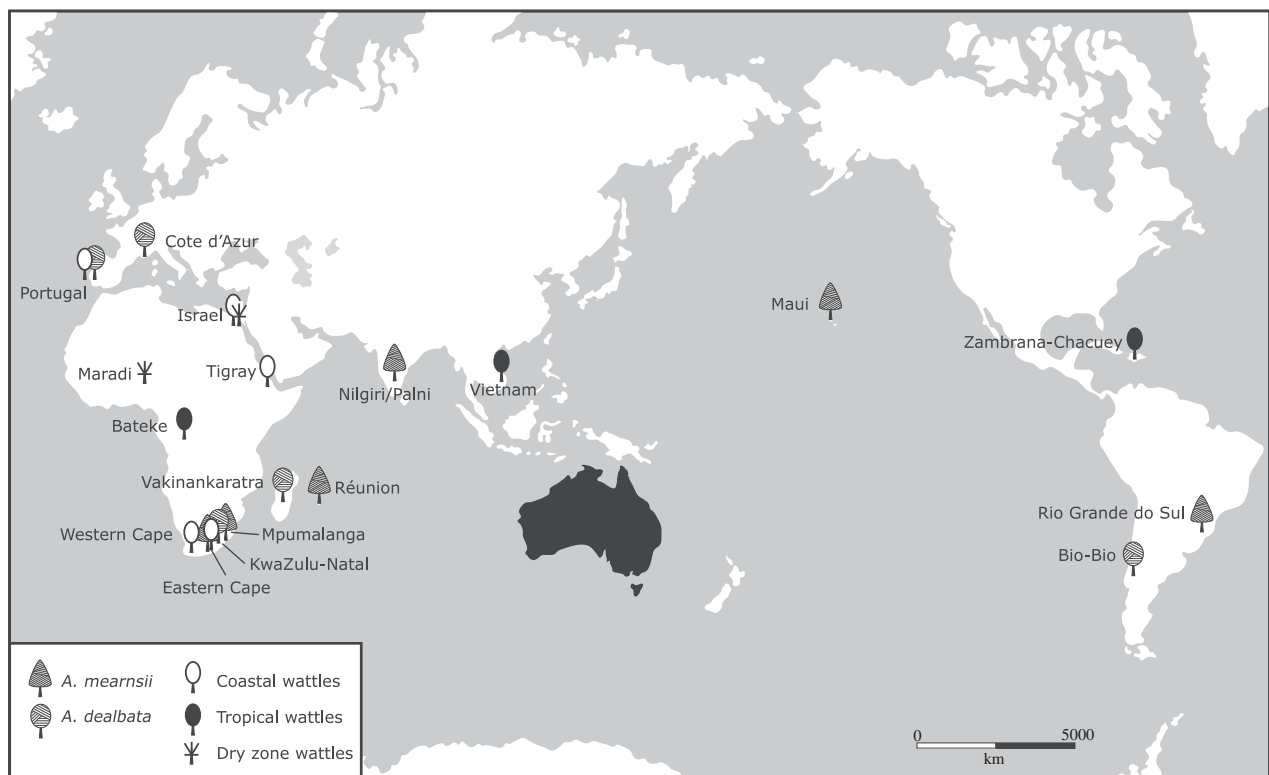 Cote d'Azur
Portugal
Israel
Maui
Zambrana-Chacuey
Maradi
Tigray
Nilgiri/Palni
Vietnam
Bateke
Vakinankaratra
Réunion
Rio Grande do Sul
Western Cape
Mpumalanga
Bio-Bio
KwaZulu-Natal
Eastern Cape
A. mearnsii
Coastal wattles
A. dealbata
Tropical wattles
Dry zone wattles
0 5000
km